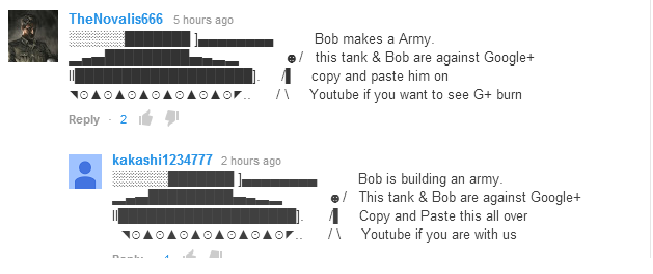 TheNovalis666 5 hours ago
░░░░░░███████ ]▄▄▄▄▄▄▄▄ Bob makes a Army.
▂▄▅█████████▅▄▃▂ ☻/ this tank & Bob are against Google+
Il███████████████████]. /▌ copy and paste him on
◥⊙▲⊙▲⊙▲⊙▲⊙▲⊙▲⊙◤.. / \ Youtube if you want to see G+ burn
Reply · 2
kakashi1234777 2 hours ago
░░░░░░███████ ]▄▄▄▄▄▄▄▄ Bob is building an army.
▂▄▅█████████▅▄▃▂ ☻/ This tank & Bob are against Google+
Il███████████████████]. /▌ Copy and Paste this all over
◥⊙▲⊙▲⊙▲⊙▲⊙▲⊙▲⊙◤.. / \ Youtube if you are with us